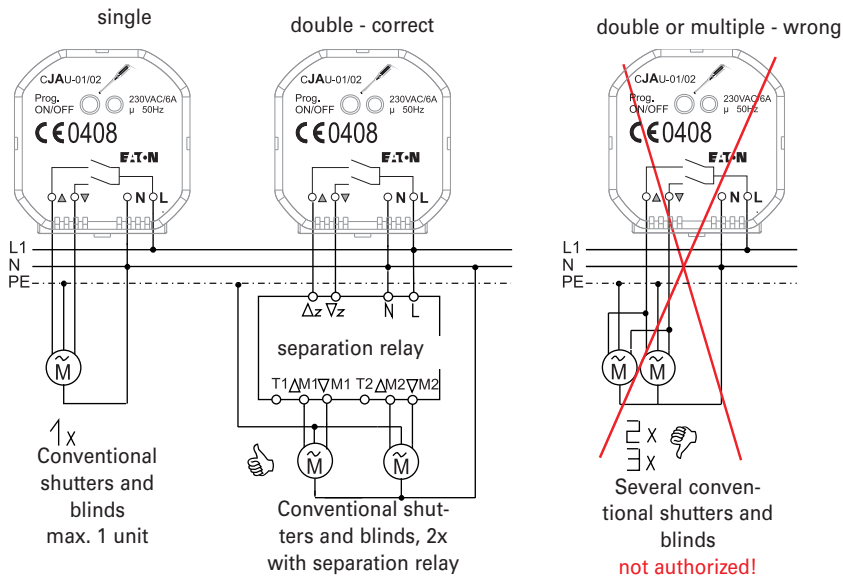 single
CJAU-01/02
Prog.
ON/OFF
230VAC/6A
µ 50Hz
CE0408
EATON
N L
double - correct
CJAU-01/02
Prog.
ON/OFF
230VAC/6A
µ 50Hz
CE0408
EATON
N L
double or multiple - wrong
CJAU-01/02
Prog.
ON/OFF
230VAC/6A
µ 50Hz
CE0408
EATON
N L
L1
N
PE
L1
N
PE
M
1x
Conventional
shutters and
blinds
max. 1 unit
△z ▽z N L
separation relay
T1 △M1 ▽M1 T2 △M2 ▽M2
M M
Conventional shut-
ters and blinds, 2x
with separation relay
M M
2x
3x
Several conven-
tional shutters and
blinds
not authorized!